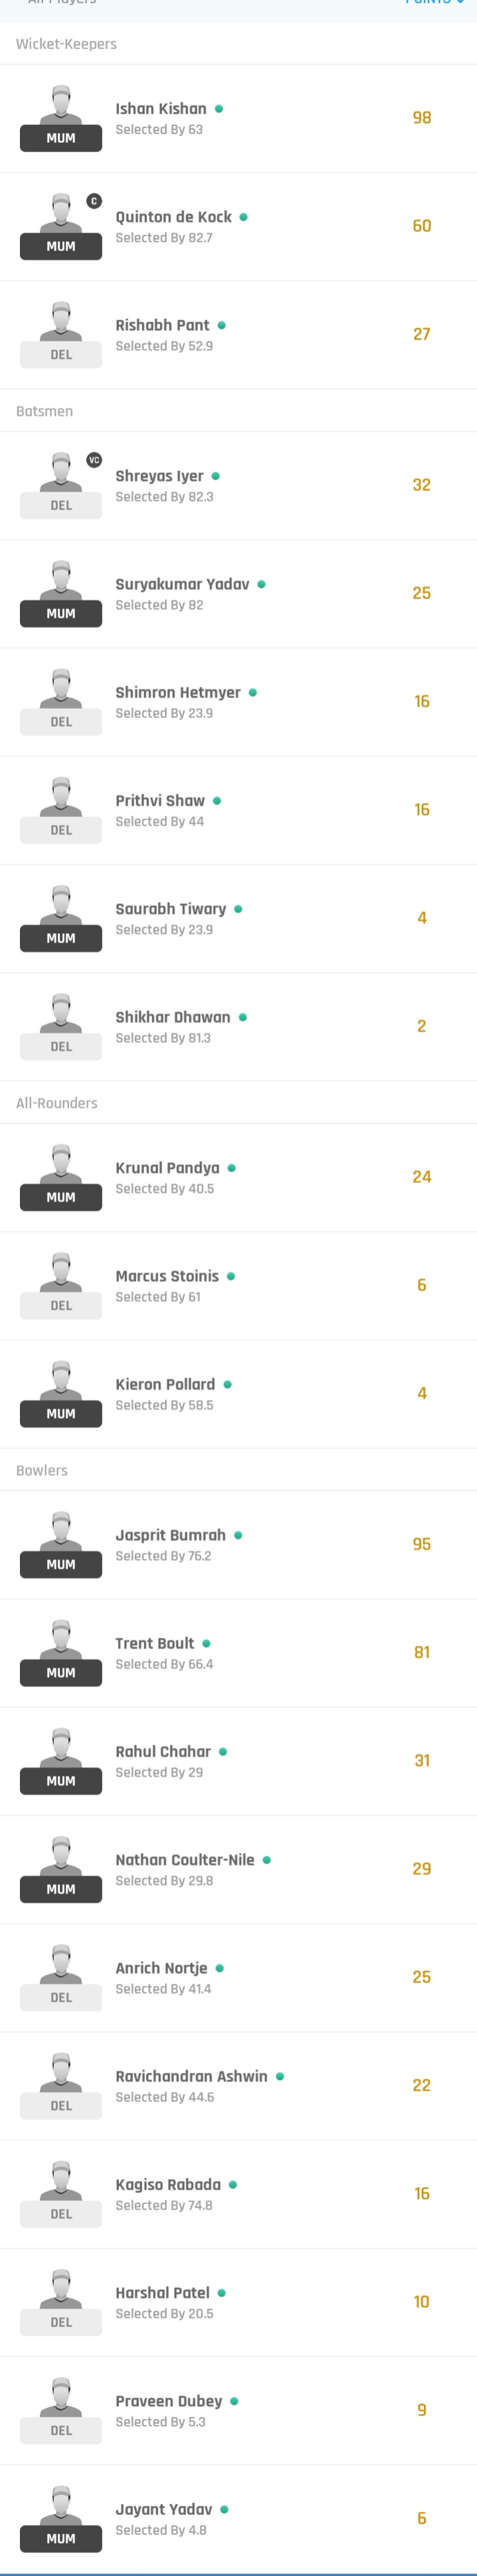 All Players
POINTS
Wicket-Keepers
Ishan Kishan
Selected By 63
98
MUM
C
Quinton de Kock
Selected By 82.7
60
MUM
Rishabh Pant
Selected By 52.9
27
DEL
Batsmen
VC
Shreyas Iyer
Selected By 82.3
32
DEL
Suryakumar Yadav
Selected By 82
25
MUM
Shimron Hetmyer
Selected By 23.9
16
DEL
Prithvi Shaw
Selected By 44
16
DEL
Saurabh Tiwary
Selected By 23.9
4
MUM
Shikhar Dhawan
Selected By 81.3
2
DEL
All-Rounders
Krunal Pandya
Selected By 40.5
24
MUM
Marcus Stoinis
Selected By 61
6
DEL
Kieron Pollard
Selected By 58.5
4
MUM
Bowlers
Jasprit Bumrah
Selected By 76.2
95
MUM
Trent Boult
Selected By 66.4
81
MUM
Rahul Chahar
Selected By 29
31
MUM
Nathan Coulter-Nile
Selected By 29.8
29
MUM
Anrich Nortje
Selected By 41.4
25
DEL
Ravichandran Ashwin
Selected By 44.6
22
DEL
Kagiso Rabada
Selected By 74.8
16
DEL
Harshal Patel
Selected By 20.5
10
DEL
Praveen Dubey
Selected By 5.3
9
DEL
Jayant Yadav
Selected By 4.8
6
MUM